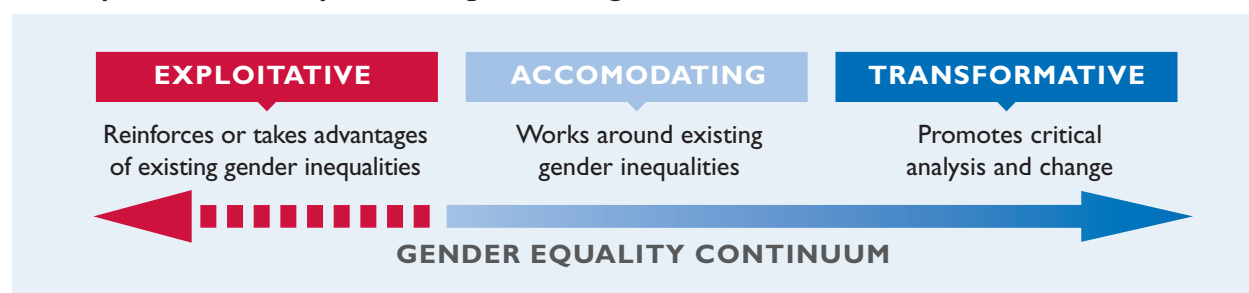 EXPLOITATIVE
ACCOMODATING
TRANSFORMATIVE
Reinforces or takes advantages
of existing gender inequalities
Works around existing
gender inequalities
Promotes critical
analysis and change
GENDER EQUALITY CONTINUUM